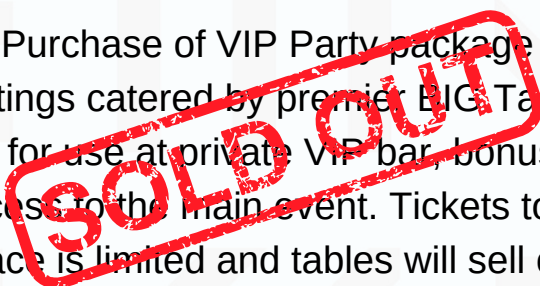 Purchase of VIP Party package
tings catered by premier BIG Ta
for use at private VIP bar, bonus
cess to the main event. Tickets to
ace is limited and tables will sell
SOLD OUT